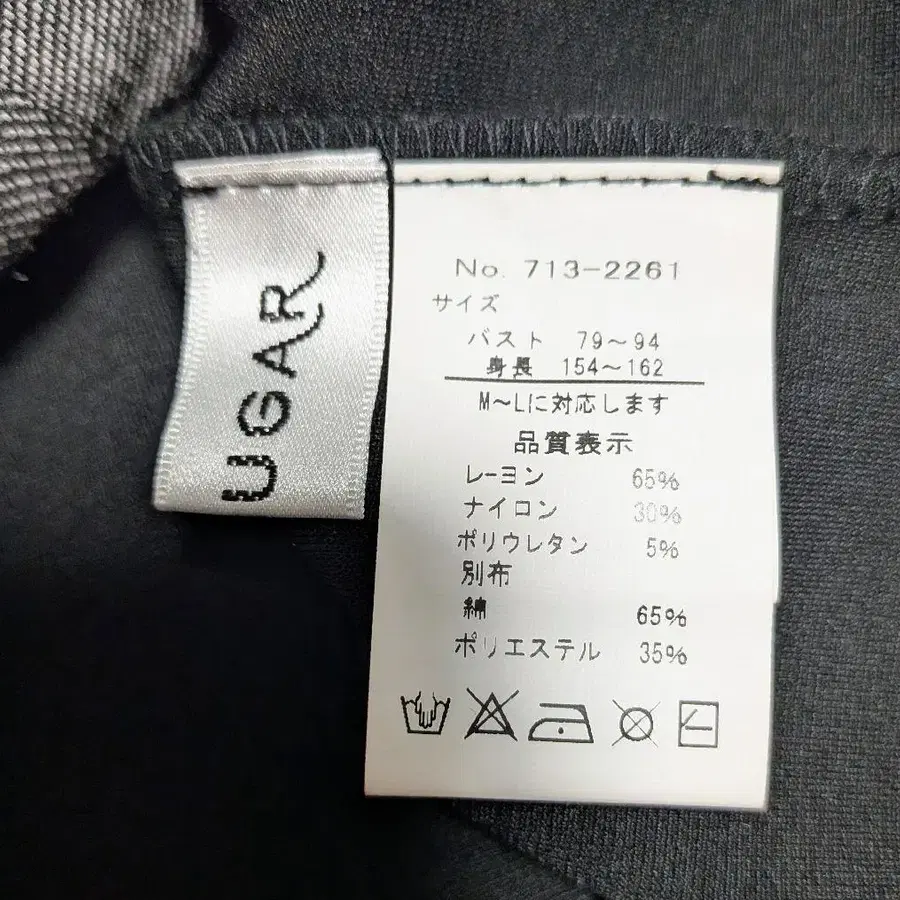 UGAR
No. 713-2261
サイズ
バスト 79～94
身長 154～162
M～Lに対応します
品質表示
レーヨン 65%
ナイロン 30%
ポリウレタン 5%
別布
綿 65%
ポリエステル 35%